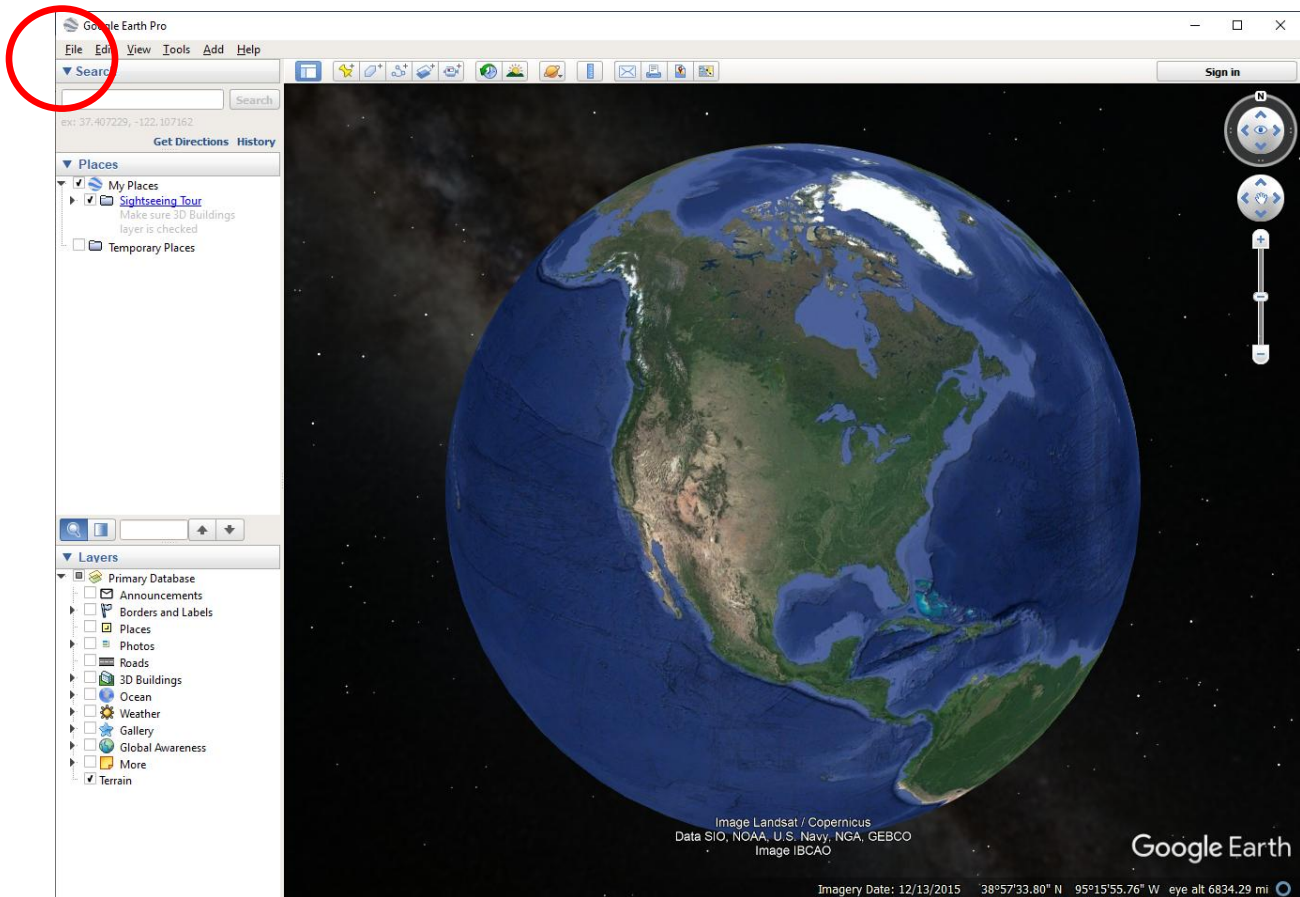 Google Earth Pro
File Edit View Tools Add Help
Search
Search
ex: 37.407229, -122.107162
Get Directions History
Places
My Places
Sightseeing Tour
Make sure 3D Buildings
layer is checked
Temporary Places
Layers
Primary Database
Announcements
Borders and Labels
Places
Photos
Roads
3D Buildings
Ocean
Weather
Gallery
Global Awareness
More
Terrain
Sign in
N
Image Landsat / Copernicus
Data SIO, NOAA, U.S. Navy, NGA, GEBCO
Image IBCAO
Google Earth
Imagery Date: 12/13/2015 38°57'33.80" N 95°15'55.76" W eye alt 6834.29 mi